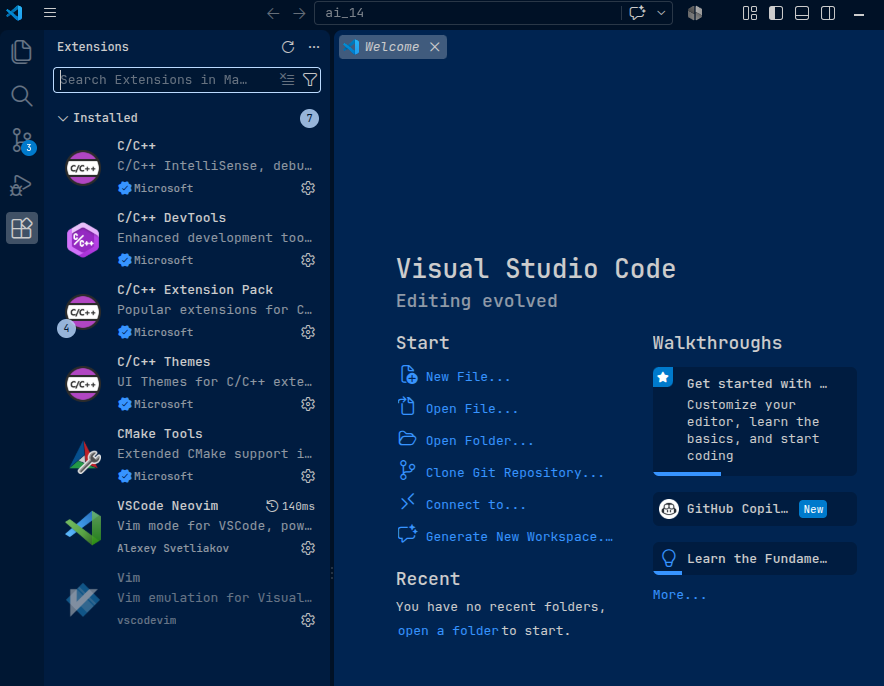 ai_14
Extensions
Search Extensions in Ma…
Installed
7
C/C++
C/C++ IntelliSense, debu…
Microsoft
C/C++ DevTools
Enhanced development too…
Microsoft
C/C++ Extension Pack
Popular extensions for C…
4
Microsoft
C/C++ Themes
UI Themes for C/C++ exte…
Microsoft
CMake Tools
Extended CMake support i…
Microsoft
VSCode Neovim
140ms
Vim mode for VSCode, pow…
Alexey Svetliakov
Vim
Vim emulation for Visual…
vscodevim
3
C/C++
C/C++
C/C++
C/C++
Welcome
Visual Studio Code
Editing evolved
Start
New File...
Open File...
Open Folder...
Clone Git Repository...
Connect to...
Generate New Workspace…
Recent
You have no recent folders,
open a folder to start.
Walkthroughs
Get started with …
Customize your
editor, learn the
basics, and start
coding
GitHub Copil…
New
Learn the Fundame…
More...